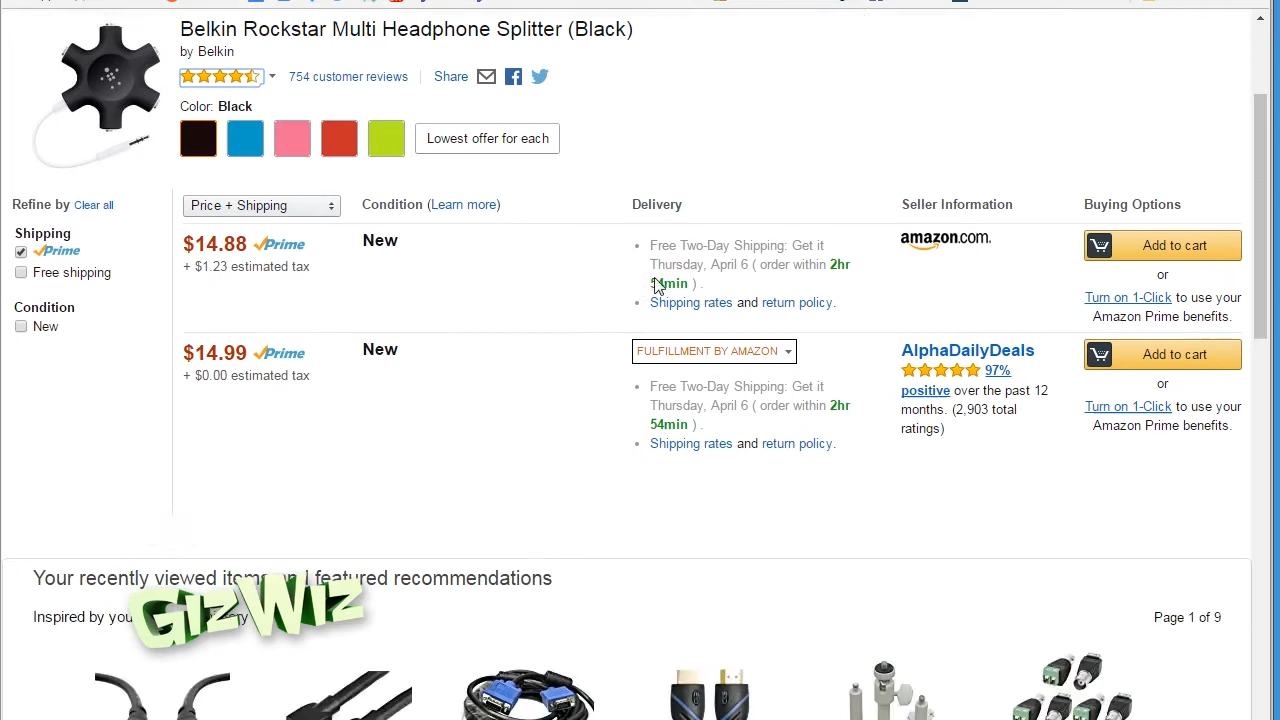 Belkin Rockstar Multi Headphone Splitter (Black)
by Belkin
754 customer reviews
Share
Color: Black
Lowest offer for each
Refine by Clear all
Price + Shipping
Condition (Learn more)
Delivery
Seller Information
Buying Options
Shipping
Prime
Free shipping
Condition
New
$14.88 Prime
+ $1.23 estimated tax
New
Free Two-Day Shipping: Get it
Thursday, April 6 ( order within 2hr
54min ) .
Shipping rates and return policy.
amazon.com
Add to cart
or
Turn on 1-Click to use your
Amazon Prime benefits.
$14.99 Prime
+ $0.00 estimated tax
New
FULFILLMENT BY AMAZON
Free Two-Day Shipping: Get it
Thursday, April 6 ( order within 2hr
54min ) .
Shipping rates and return policy.
AlphaDailyDeals
97%
positive over the past 12
months. (2,903 total
ratings)
Add to cart
or
Turn on 1-Click to use your
Amazon Prime benefits.
Your recently viewed items and featured recommendations
Inspired by you
Page 1 of 9
GizWiz